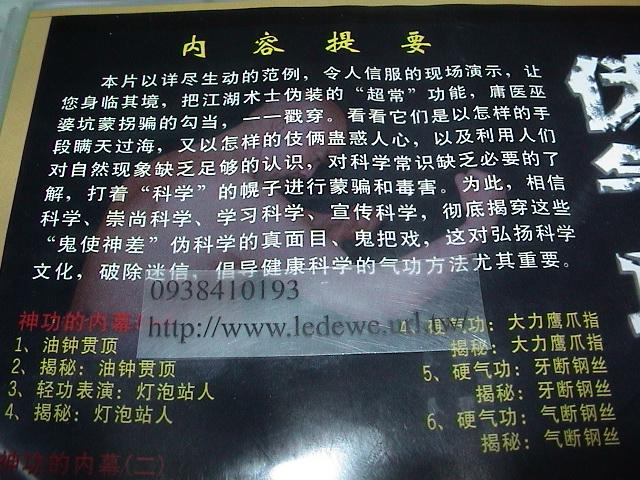 内容提要
本片以详尽生动的范例，令人信服的现场演示，让
您身临其境，把江湖术士伪装的“超常”功能，庸医巫
婆坑蒙拐骗的勾当，一一戳穿。看看它们是以怎样的手
段瞒天过海，又以怎样的伎俩蛊惑人心，以及利用人们
对自然现象缺乏足够的认识，对科学常识缺乏必要的了
解，打着“科学”的幌子进行蒙骗和毒害。为此，相信
科学、崇尚科学、学习科学、宣传科学，彻底揭穿这些
“鬼使神差”伪科学的真面目、鬼把戏，这对弘扬科学
文化，破除迷信，倡导健康科学的气功方法尤其重要。
0938410193
http://www.ledewe.url.tw/
神功的内幕
1、油钟贯顶
2、揭秘：油钟贯顶
3、轻功表演：灯泡站人
4、揭秘：灯泡站人
4、硬气功：大力鹰爪指
揭秘：大力鹰爪指
5、硬气功：牙断钢丝
揭秘：牙断钢丝
6、硬气功：气断钢丝
揭秘：气断钢丝
神功的内幕(二)